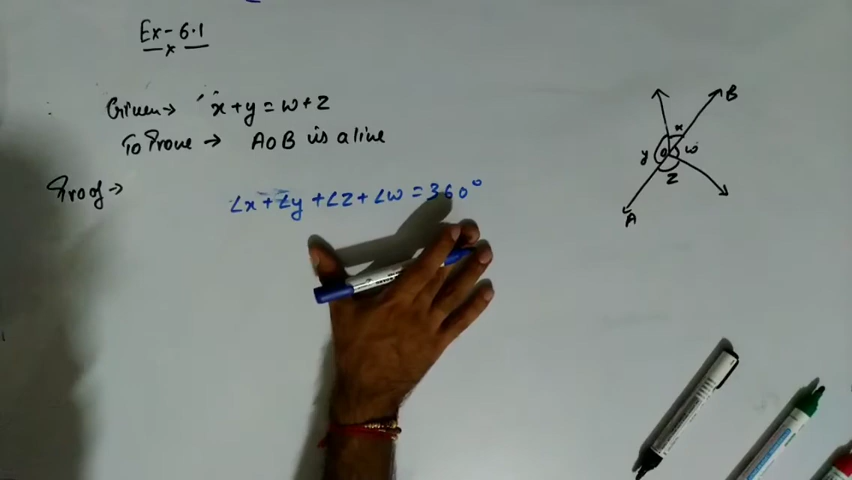 Ex-6.1
Given→ x+y=w+z
To Prove → AOB is a line
Proof→
∠x+∠y+∠z+∠w=360°
B
x
y O w
z
A